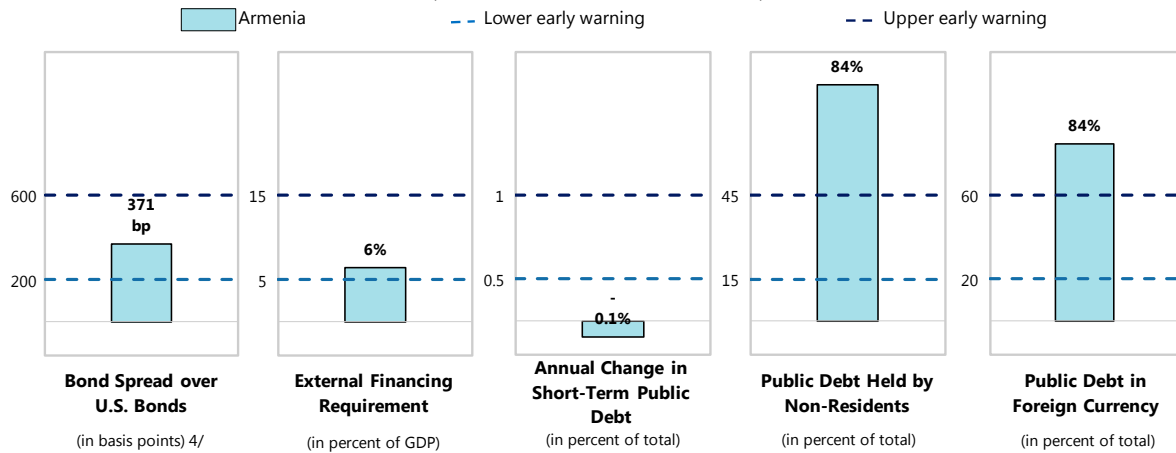 Armenia Lower early warning Upper early warning
84%
84%
600 15 1 45 60
371
bp
6%
200 5 0.5 15 20
-
0.1%
Bond Spread over
U.S. Bonds
(in basis points) 4/
External Financing
Requirement
(in percent of GDP)
Annual Change in
Short-Term Public
Debt
(in percent of total)
Public Debt Held by
Non-Residents
(in percent of total)
Public Debt in
Foreign Currency
(in percent of total)